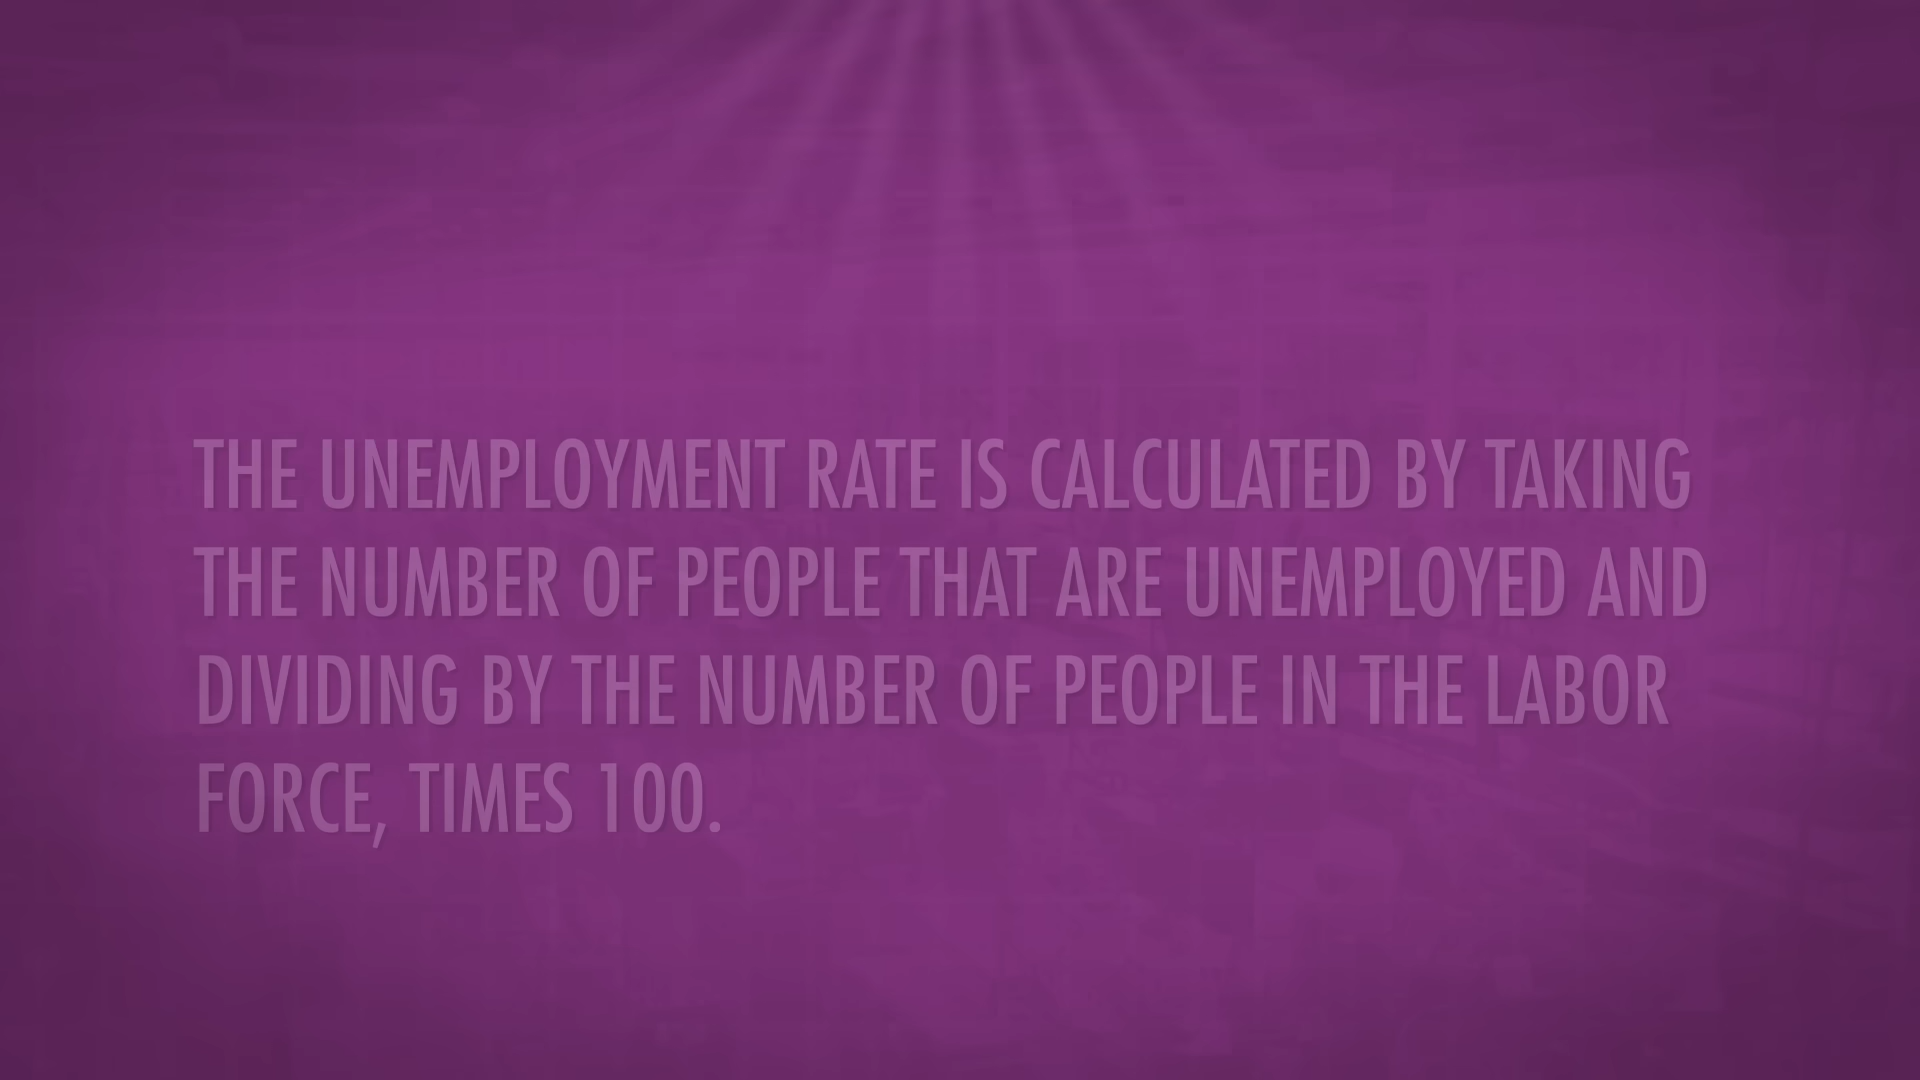 THE UNEMPLOYMENT RATE IS CALCULATED BY TAKING
THE NUMBER OF PEOPLE THAT ARE UNEMPLOYED AND
DIVIDING BY THE NUMBER OF PEOPLE IN THE LABOR
FORCE, TIMES 100.